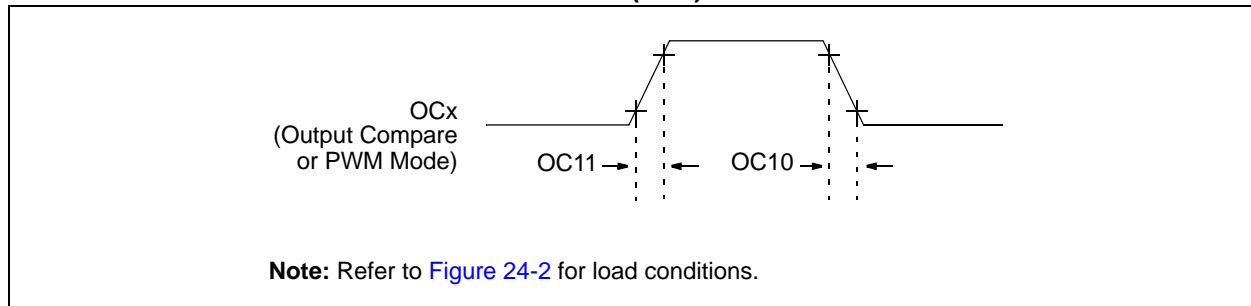 OCx
(Output Compare
or PWM Mode)
OC11
OC10
Note: Refer to Figure 24-2 for load conditions.